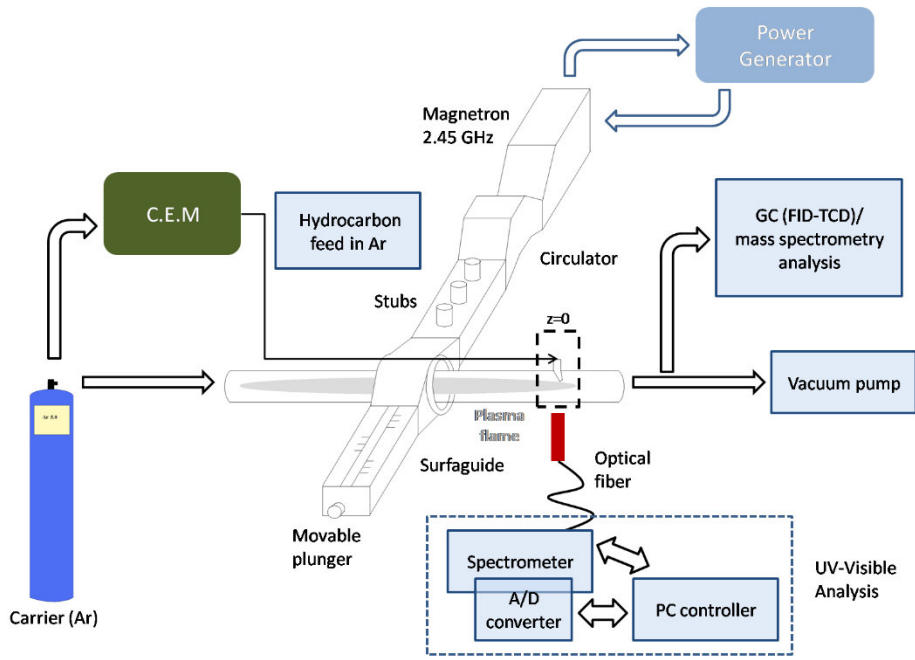 Power
Generator
Magnetron
2.45 GHz
C.E.M
Hydrocarbon
feed in Ar
GC (FID-TCD)/
mass spectrometry
analysis
Circulator
Stubs
z=0
Vacuum pump
Plasma
flame
Surfaguide
Optical
fiber
Movable
plunger
Spectrometer
A/D
converter
PC controller
UV-Visible
Analysis
Carrier (Ar)